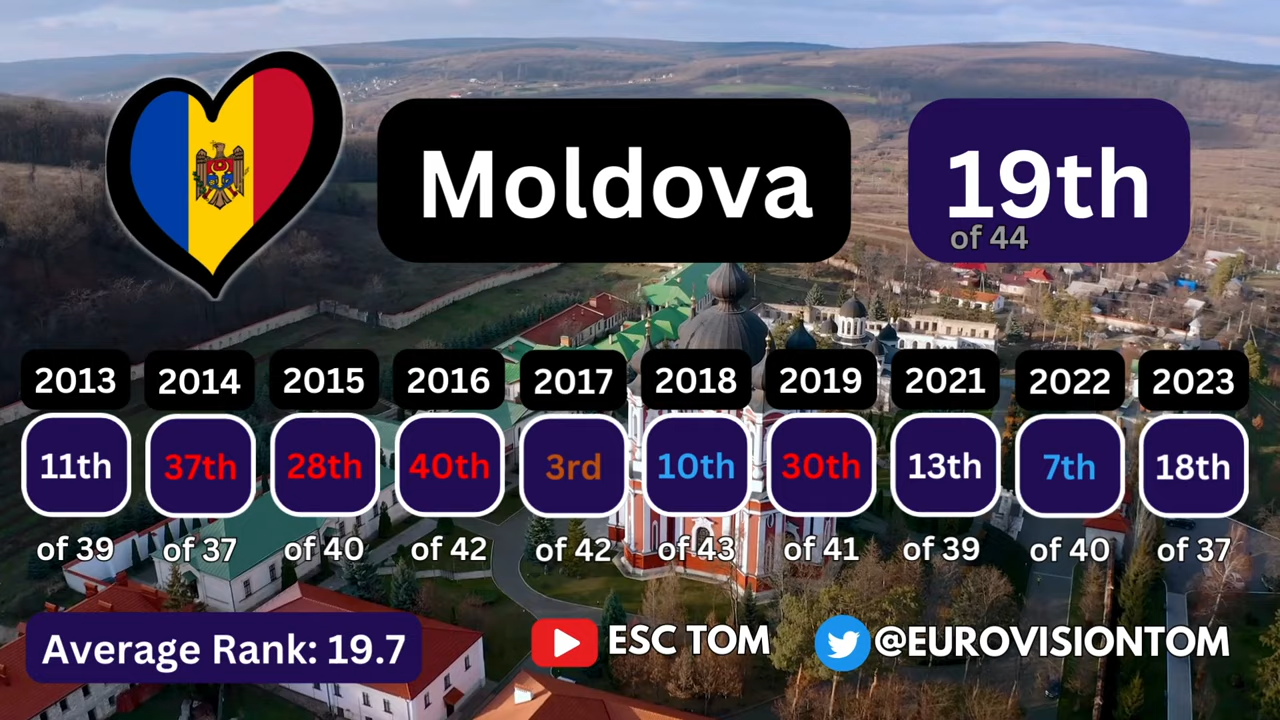 Moldova
19th
of 44
2013 2014 2015 2016 2017 2018 2019 2021 2022 2023
11th 37th 28th 40th 3rd 10th 30th 13th 7th 18th
of 39 of 37 of 40 of 42 of 42 of 43 of 41 of 39 of 40 of 37
Average Rank: 19.7
ESC TOM
@EUROVISIONTOM